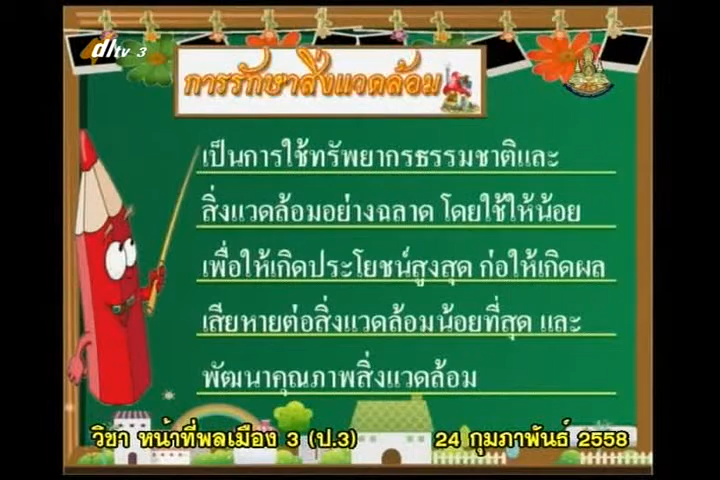 dltv 3
การรักษาสิ่งแวดล้อม
เป็นการใช้ทรัพยากรธรรมชาติและ
สิ่งแวดล้อมอย่างฉลาด โดยใช้ให้น้อย
เพื่อให้เกิดประโยชน์สูงสุด ก่อให้เกิดผล
เสียหายต่อสิ่งแวดล้อมน้อยที่สุด และ
พัฒนาคุณภาพสิ่งแวดล้อม
วิชา หน้าที่พลเมือง 3 (ป.3) 24 กุมภาพันธ์ 2558